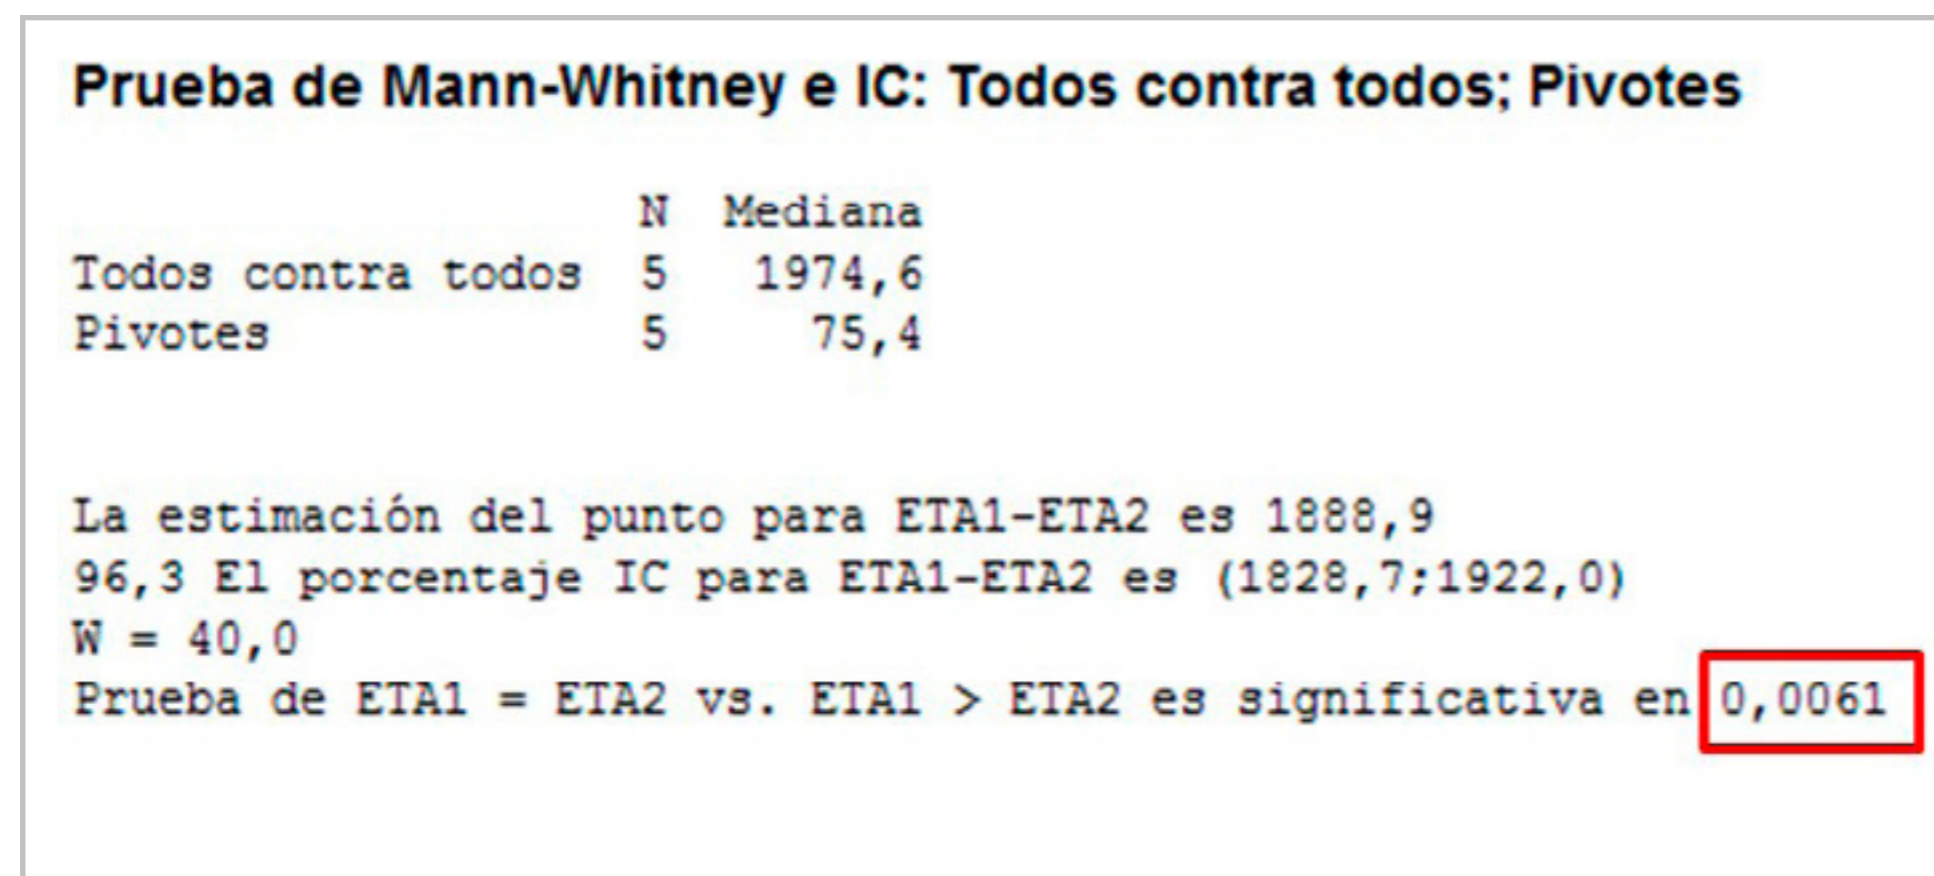 Prueba de Mann-Whitney e IC: Todos contra todos; Pivotes
N Mediana
Todos contra todos 5 1974,6
Pivotes 5 75,4
La estimación del punto para ETA1-ETA2 es 1888,9
96,3 El porcentaje IC para ETA1-ETA2 es (1828,7;1922,0)
W = 40,0
Prueba de ETA1 = ETA2 vs. ETA1 > ETA2 es significativa en 0,0061